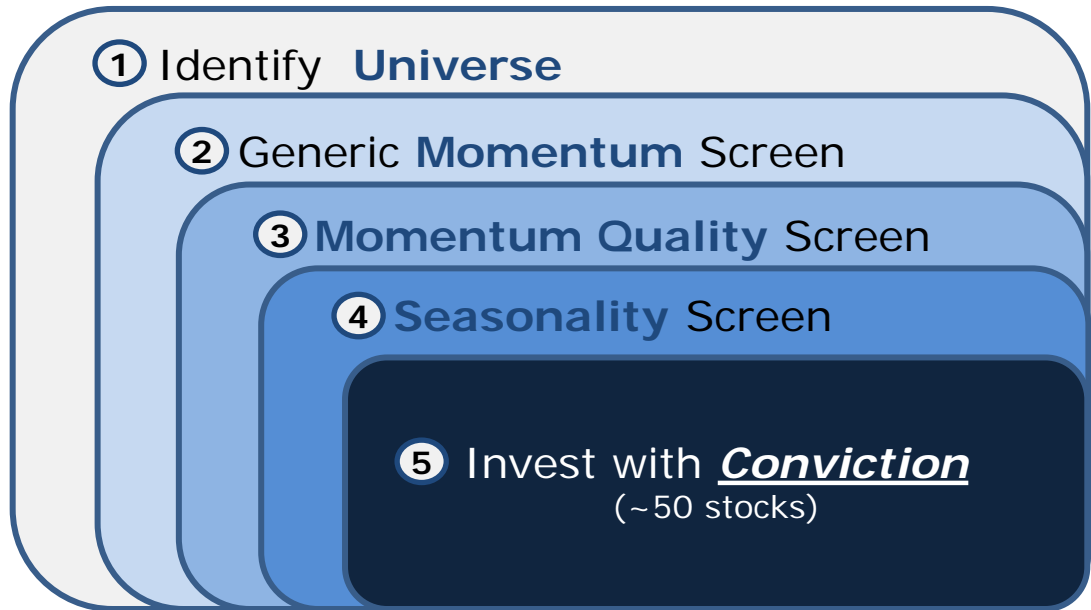 1 Identify Universe
2 Generic Momentum Screen
3 Momentum Quality Screen
4 Seasonality Screen
5 Invest with Conviction
(~50 stocks)